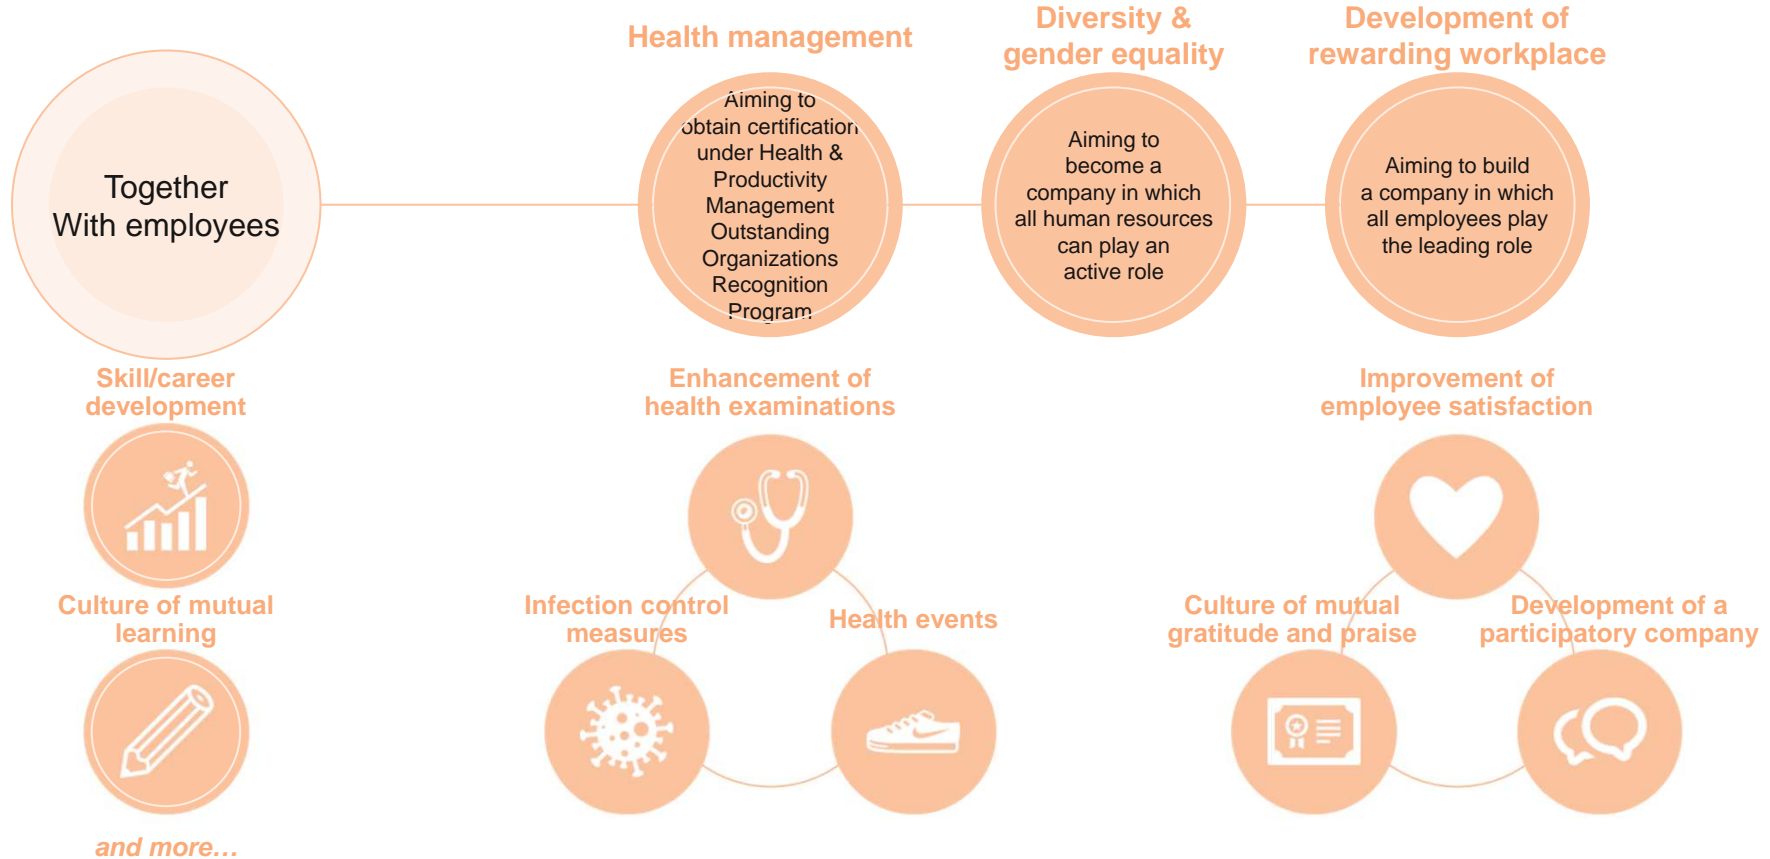 Together
With employees
Health management
Aiming to
obtain certification
under Health &
Productivity
Management
Outstanding
Organizations
Recognition
Program
Diversity &
gender equality
Aiming to
become a
company in which
all human resources
can play an
active role
Development of
rewarding workplace
Aiming to build
a company in which
all employees play
the leading role
Skill/career
development
Culture of mutual
learning
and more…
Enhancement of
health examinations
Infection control
measures
Health events
Improvement of
employee satisfaction
Culture of mutual
gratitude and praise
Development of a
participatory company